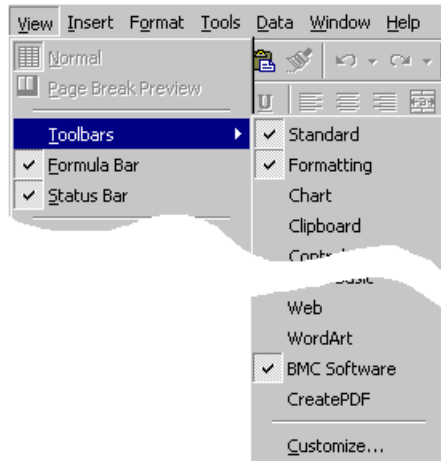 View Insert Format Tools Data Window Help
Normal
Page Break Preview
Toolbars
Formula Bar
Status Bar
U
Standard
Formatting
Chart
Clipboard
Web
WordArt
BMC Software
CreatePDF
Customize...